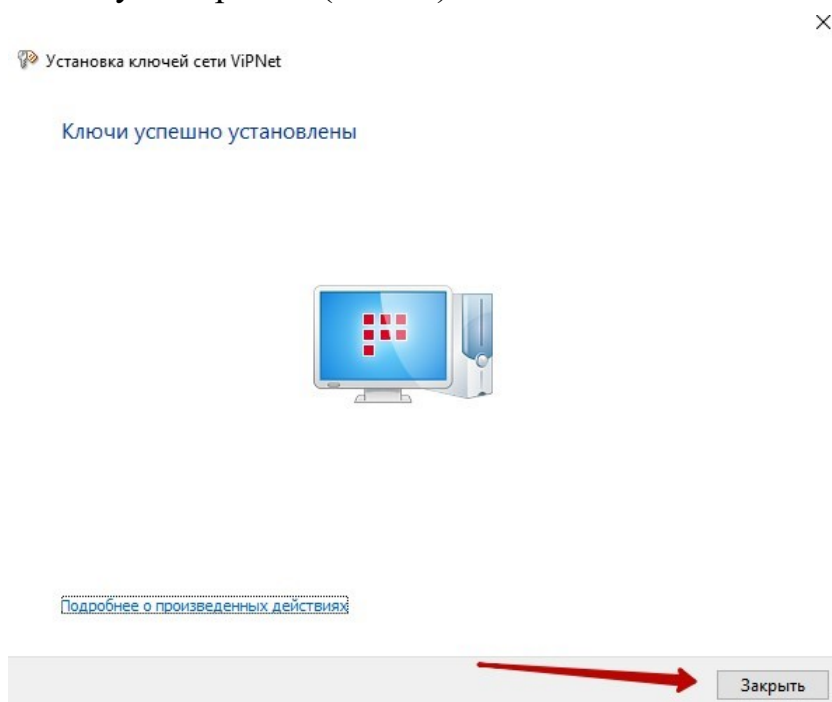 Установка ключей сети ViPNet
Ключи успешно установлены
Подробнее о произведенных действиях
Закрыть